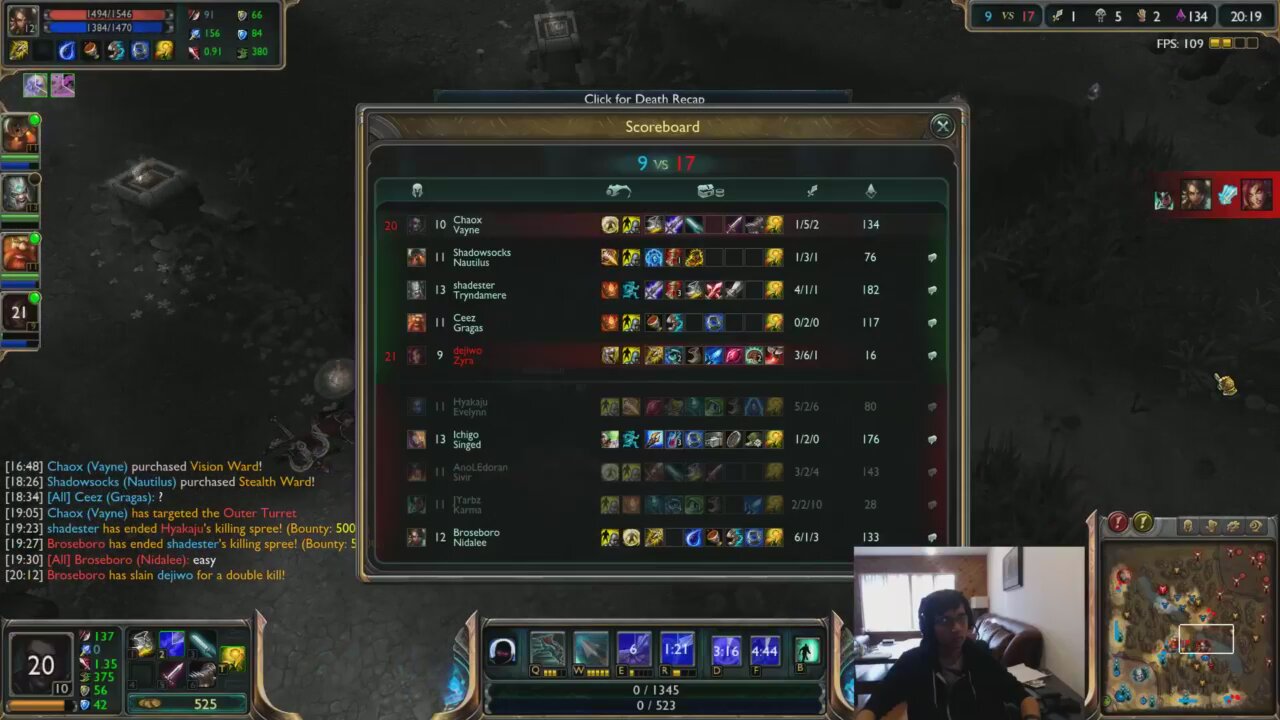 1494/1546
1384/1470
12
91
66
156
84
0.91
380
9 VS 17
1
5
2
134
20:19
FPS: 109
Click for Death Recap
Scoreboard
9 vs 17
20 10 Chaox Vayne 1/5/2 134
11 Shadowsocks Nautilus 1/3/1 76
13 shadester Tryndamere 4/1/1 182
11 Ceez Gragas 0/2/0 117
21 9 dejiwo Zyra 3/6/1 16
11 Hyakaju Evelynn 5/2/6 80
13 Ichigo Singed 1/2/0 176
11 AnoLEdoran Sivir 3/2/4 143
11 JTarbz Karma 2/2/10 28
12 Broseboro Nidalee 6/1/3 133
21
[16:48] Chaox (Vayne) purchased Vision Ward!
[18:26] Shadowsocks (Nautilus) purchased Stealth Ward!
[18:34] [All] Ceez (Gragas): ?
[19:05] Chaox (Vayne) has targeted the Outer Turret
[19:23] shadester has ended Hyakaju's killing spree! (Bounty: 500
[19:27] Broseboro has ended shadester's killing spree! (Bounty: 5
[19:30] [All] Broseboro (Nidalee): easy
[20:12] Broseboro has slain dejiwo for a double kill!
20
10
137
0
1.35
375
56
42
525
Q
W
6
E
1:21
R
3:16
D
4:44
F
B
0 / 1345
0 / 523